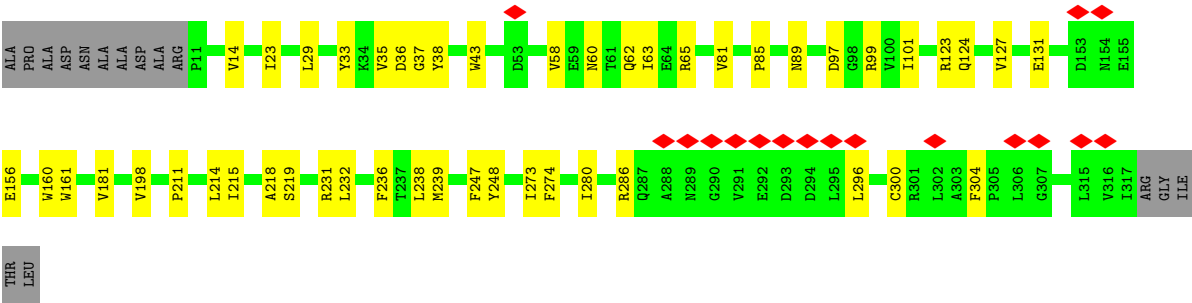 ALA PRO ALA ASP ASN ALA ALA ASP ALA ARG P11 V14 I23 L29 Y33 K34 V35 D36 G37 Y38 W43 D53 V58 E59 N60 T61 Q62 I63 E64 R65 V81 P85 N89 D97 G98 R99 V100 I101 R123 Q124 V127 E131 D153 N154 E155
E156 W160 W161 V181 V198 P211 L214 I215 A218 S219 R231 L232 F236 T237 L238 M239 F247 Y248 I273 F274 I280 R286 Q287 A288 N289 G290 V291 E292 D293 D294 L295 L296 C300 R301 L302 A303 F304 P305 L306 G307 L315 V316 I317 ARG GLY ILE
THR LEU